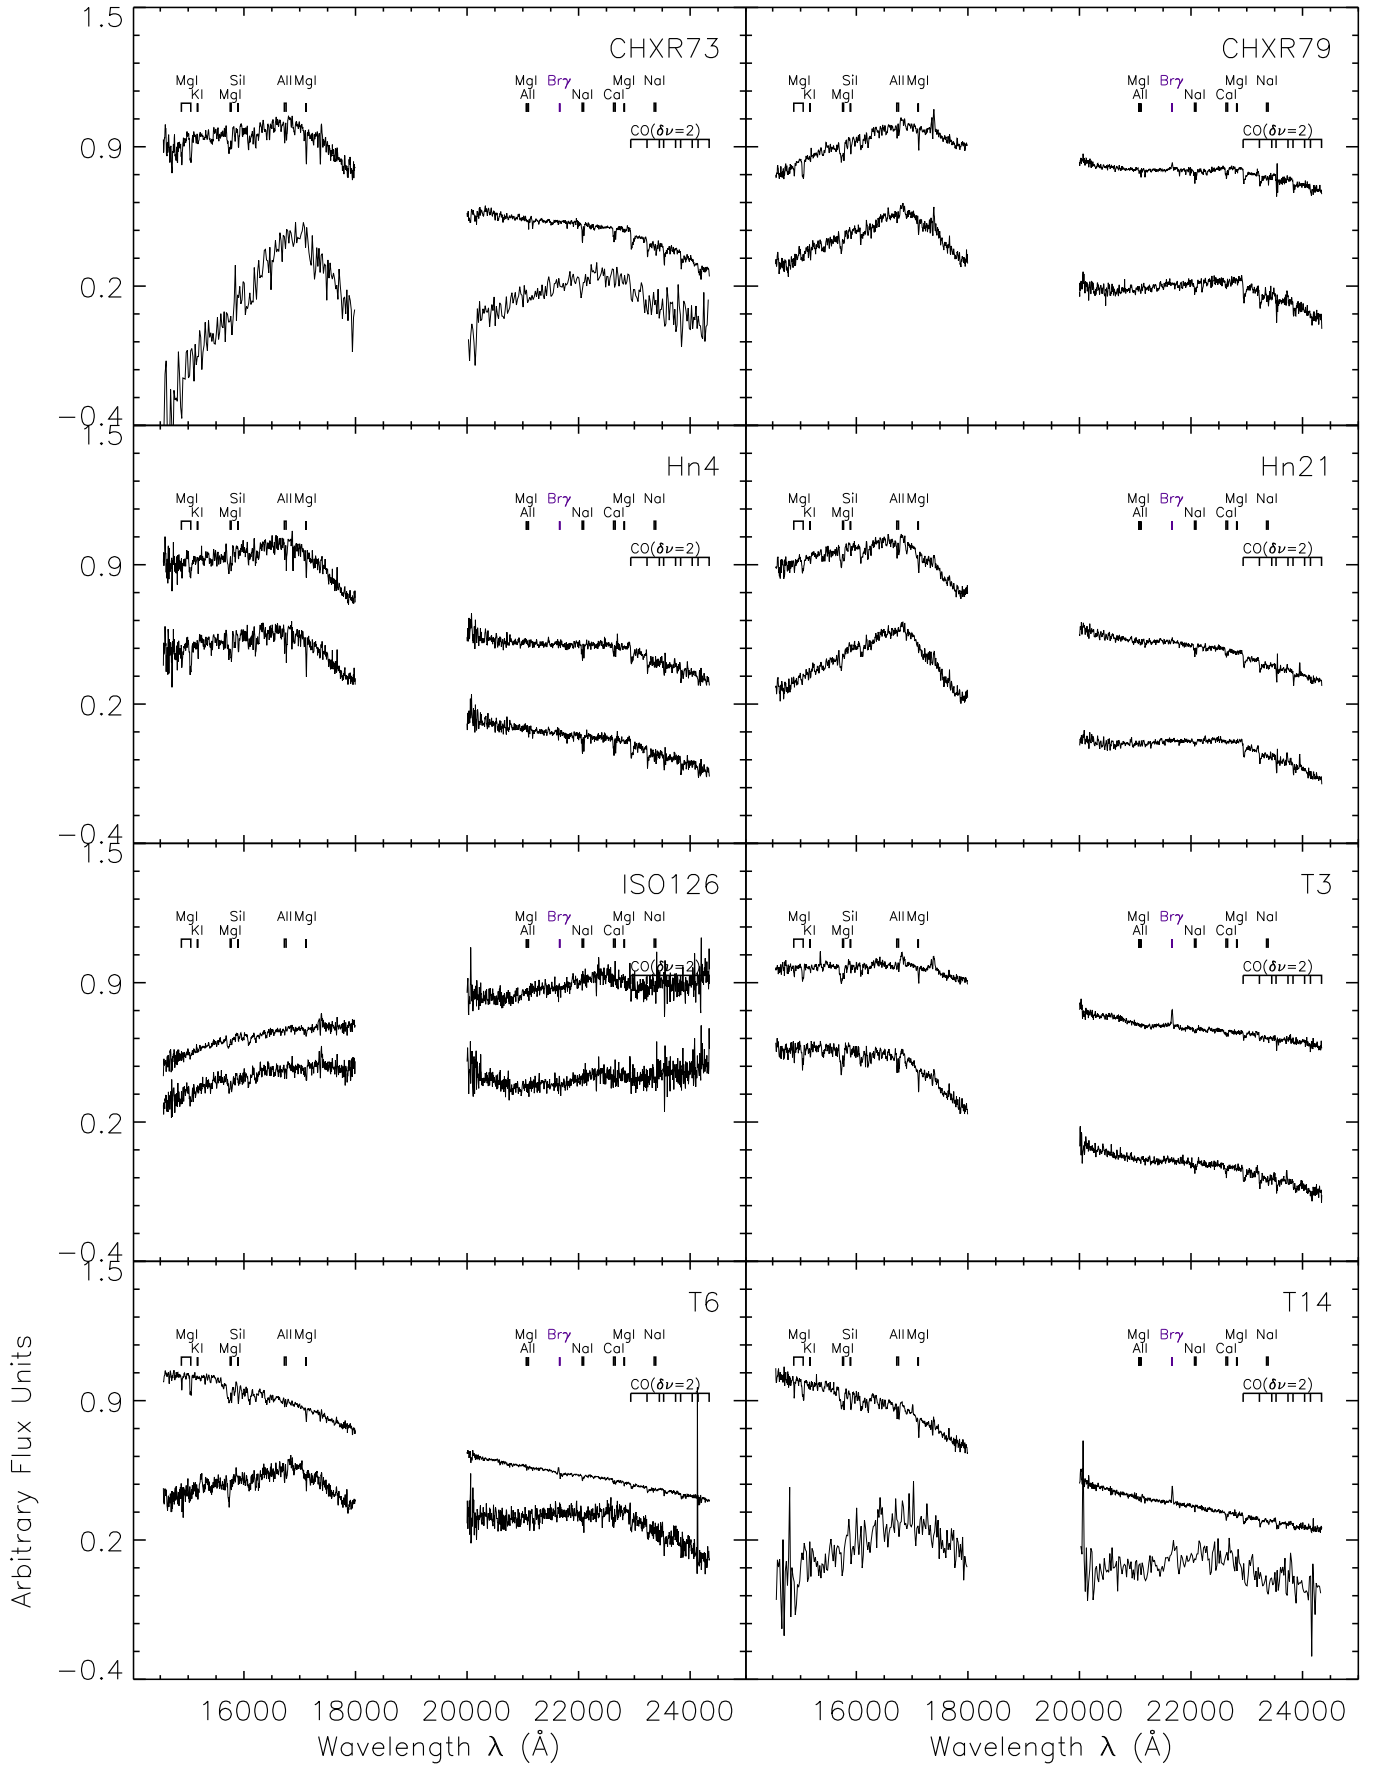 1.5
CHXR73
MgI SiI AlI MgI MgI Brγ MgI NaI
KI MgI AlI NaI CaI
CO(δν=2)
0.9
0.2
−0.4
CHXR79
MgI SiI AlI MgI MgI Brγ MgI NaI
KI MgI AlI NaI CaI
CO(δν=2)
1.5
Hn4
MgI SiI AlI MgI MgI Brγ MgI NaI
KI MgI AlI NaI CaI
CO(δν=2)
0.9
0.2
−0.4
Hn21
MgI SiI AlI MgI MgI Brγ MgI NaI
KI MgI AlI NaI CaI
CO(δν=2)
1.5
ISO126
MgI SiI AlI MgI MgI Brγ MgI NaI
KI MgI AlI NaI CaI
CO(δν=2)
0.9
0.2
−0.4
T3
MgI SiI AlI MgI MgI Brγ MgI NaI
KI MgI AlI NaI CaI
CO(δν=2)
1.5
T6
MgI SiI AlI MgI MgI Brγ MgI NaI
KI MgI AlI NaI CaI
CO(δν=2)
0.9
0.2
−0.4
T14
MgI SiI AlI MgI MgI Brγ MgI NaI
KI MgI AlI NaI CaI
CO(δν=2)
16000 18000 20000 22000 24000
16000 18000 20000 22000 24000
Wavelength λ (Å)
Wavelength λ (Å)
Arbitrary Flux Units